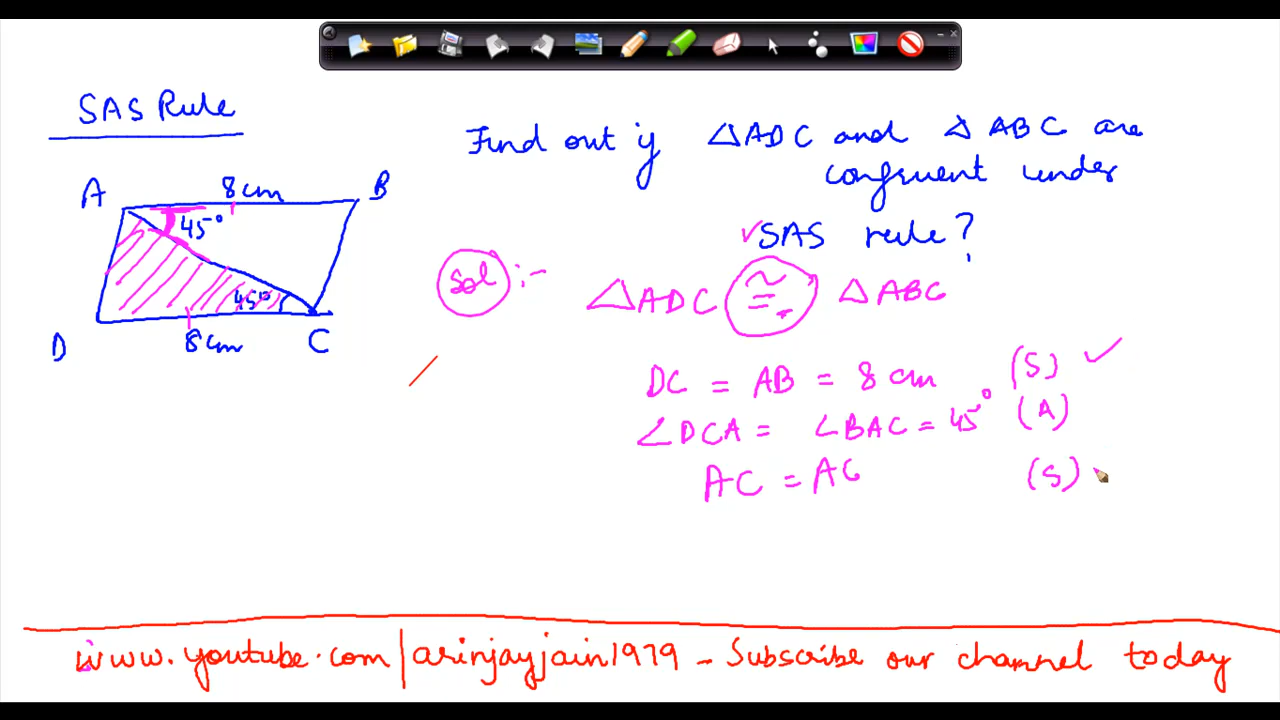 SAS Rule
Find out if △ADC and △ABC are
congruent under
✓SAS rule?
A
8cm
B
45°
45°
D
8cm
C
Sol :-
△ADC ≅ △ABC
DC = AB = 8 cm (S) ✓
∠DCA = ∠BAC = 45° (A)
AC = AC (S)
www.youtube.com/arinjayjain1979 - Subscribe our channel today